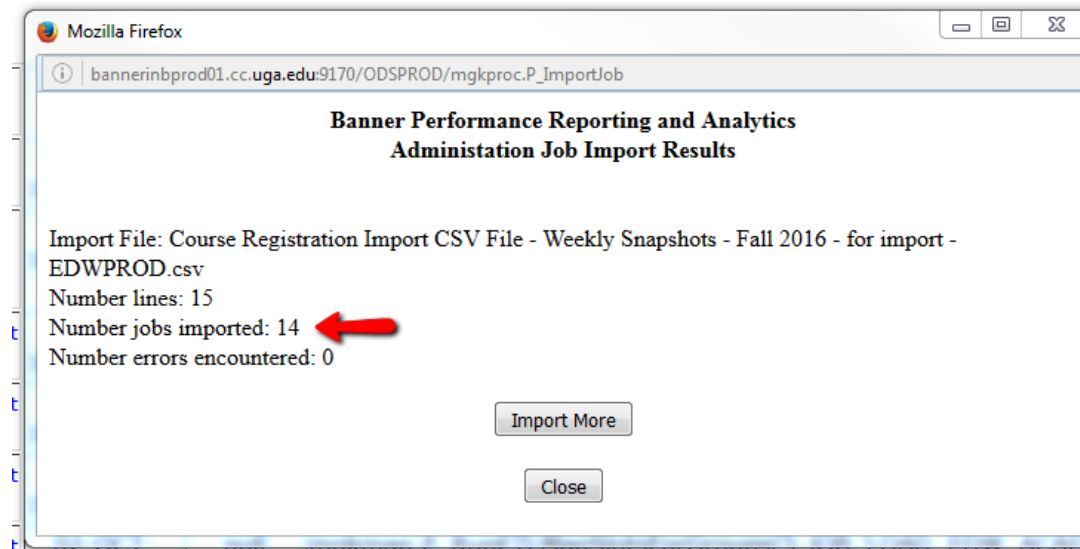 Mozilla Firefox
bannerinbprod01.cc.uga.edu:9170/ODSPROD/mgkproc.P_ImportJob
Banner Performance Reporting and Analytics
Administation Job Import Results
Import File: Course Registration Import CSV File - Weekly Snapshots - Fall 2016 - for import -
EDWPROD.csv
Number lines: 15
Number jobs imported: 14
Number errors encountered: 0
Import More
Close